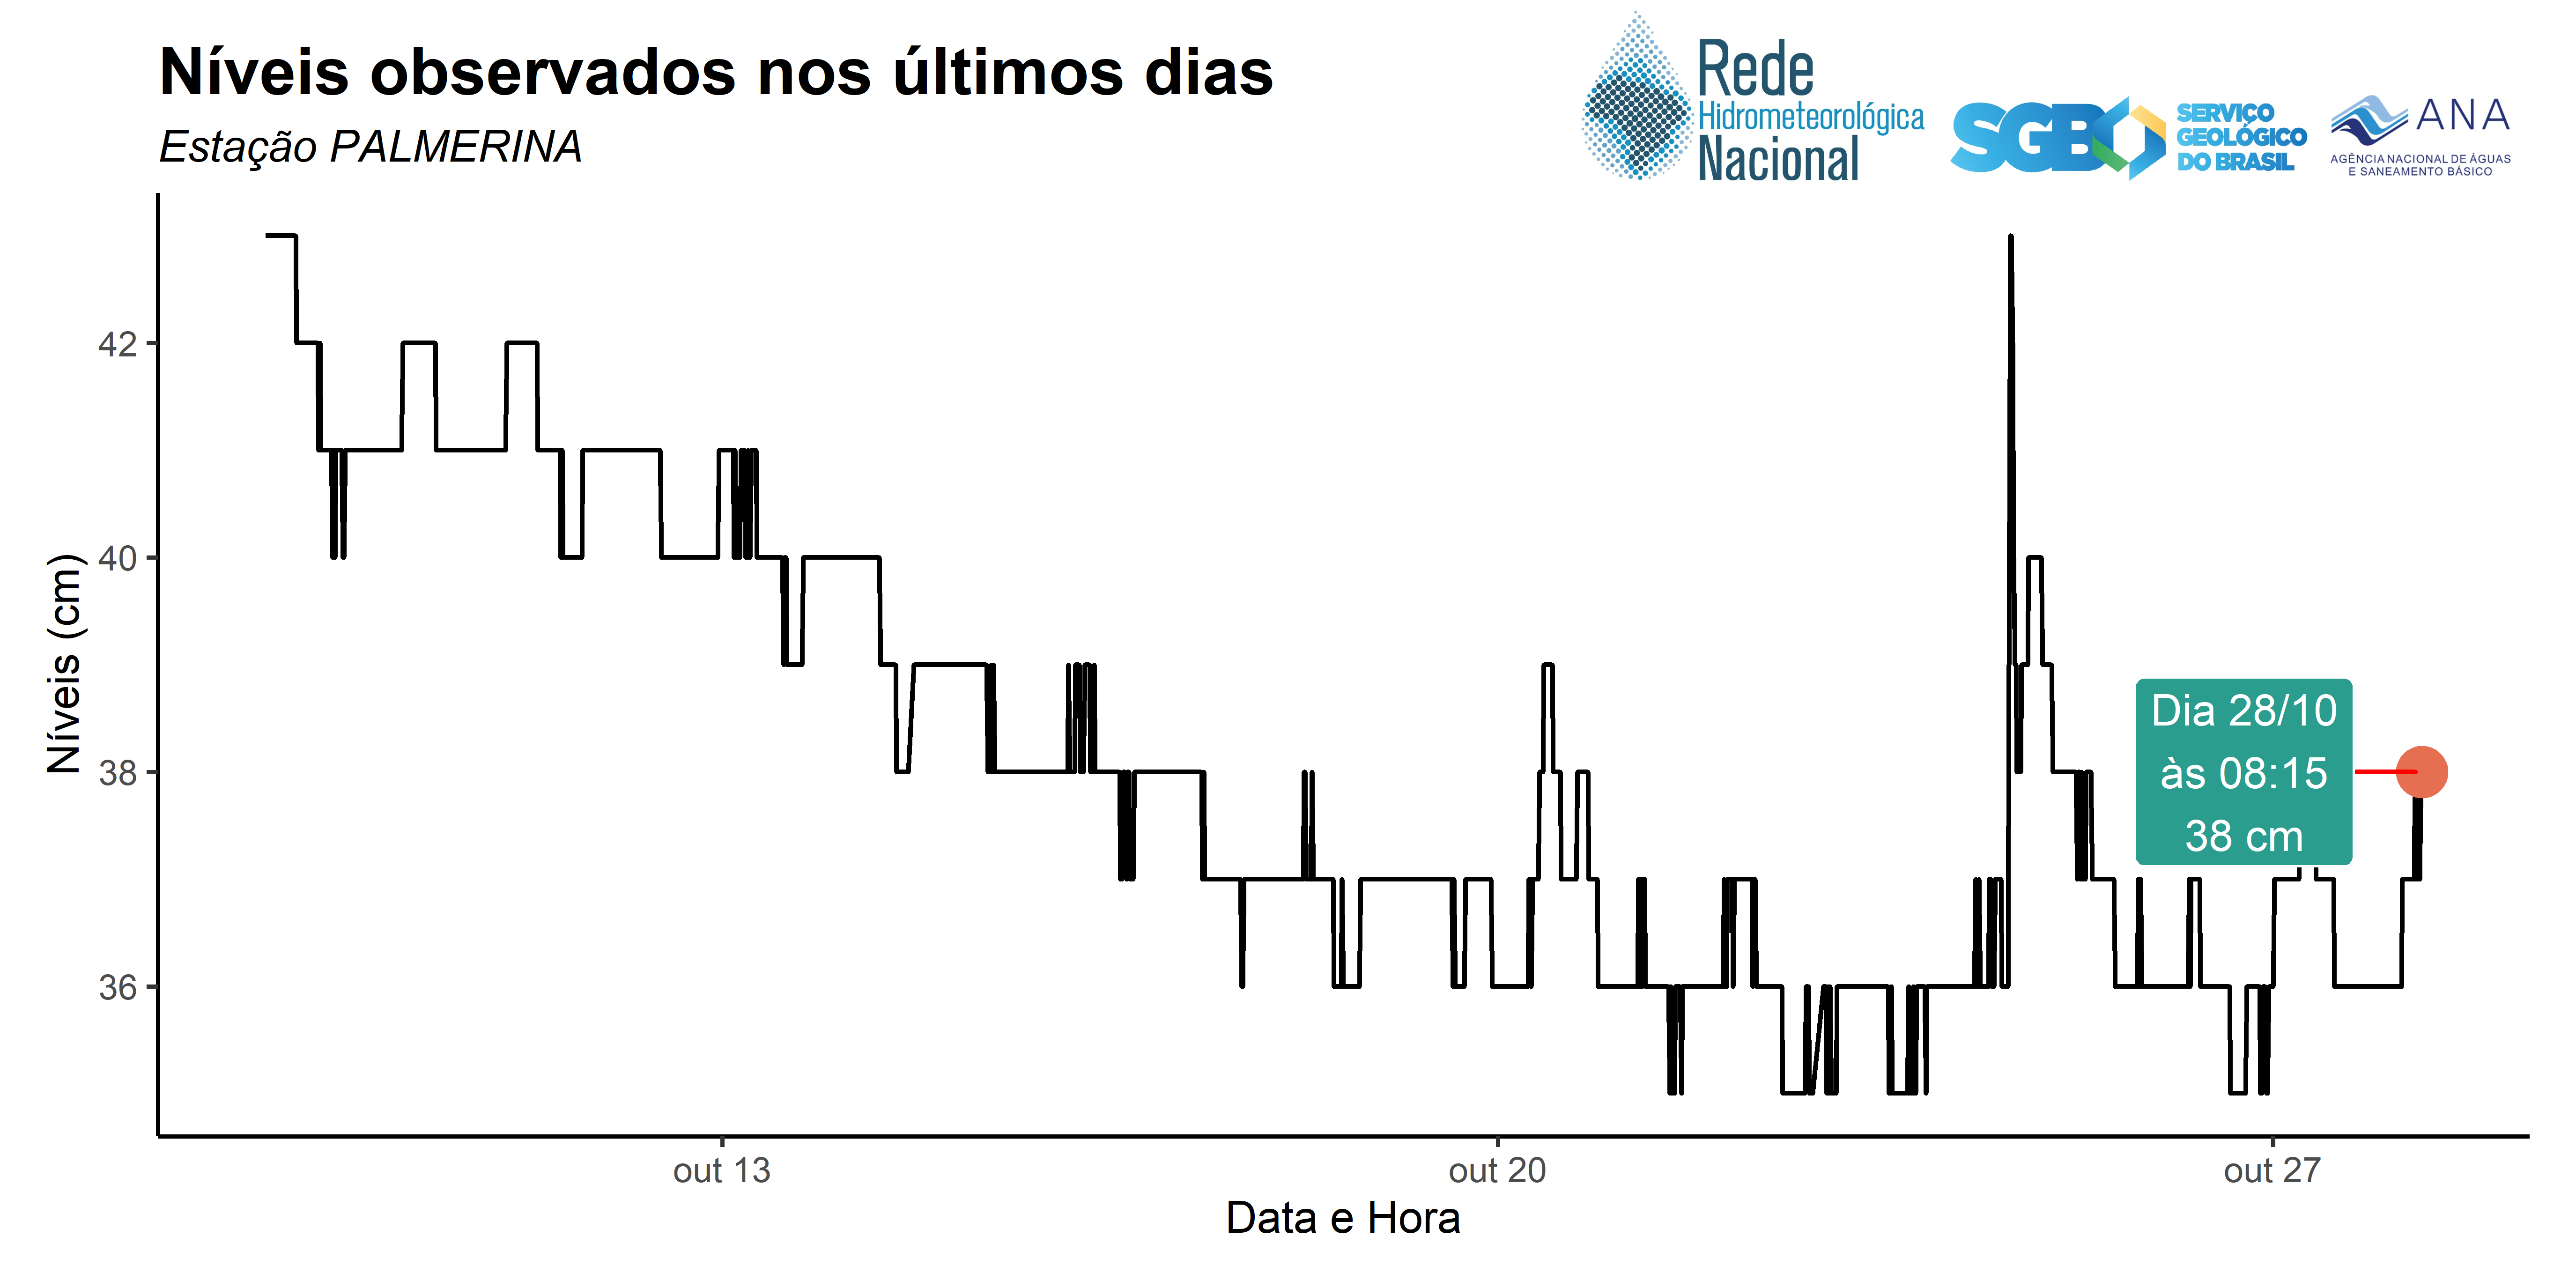 Níveis observados nos últimos dias
Estação PALMERINA
Rede
Hidrometeorológica
Nacional
SGB
SERVIÇO
GEOLÓGICO
DO BRASIL
ANA
AGÊNCIA NACIONAL DE ÁGUAS
E SANEAMENTO BÁSICO
Níveis (cm)
42
40
38
36
Dia 28/10
às 08:15
38 cm
out 13
out 20
out 27
Data e Hora